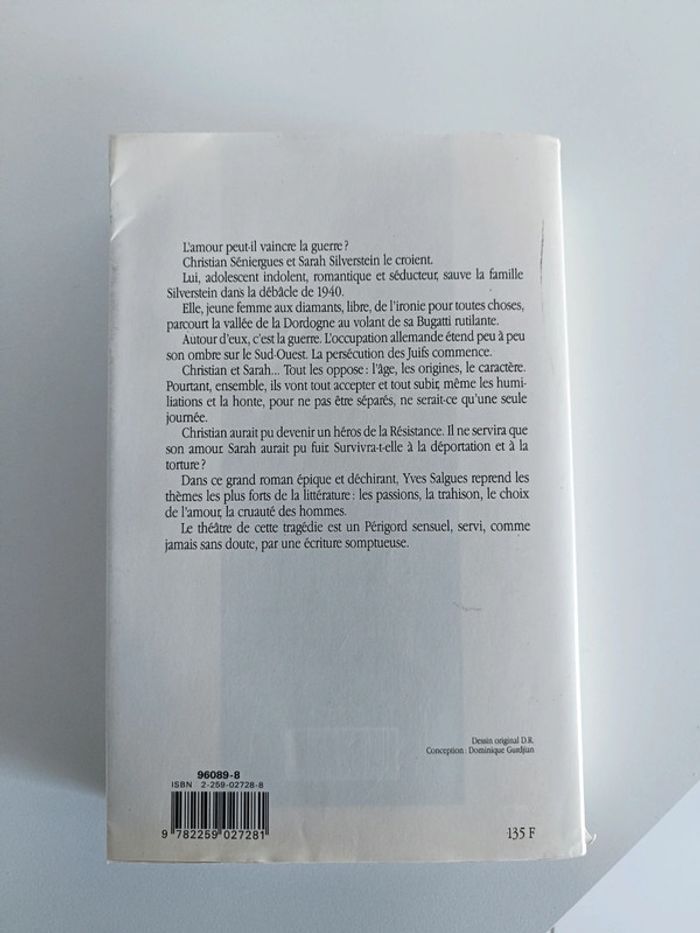 L'amour peut-il vaincre la guerre ?
Christian Séniergues et Sarah Silverstein le croient.
Lui, adolescent indolent, romantique et séducteur, sauve la famille
Silverstein dans la débâcle de 1940.
Elle, jeune femme aux diamants, libre, de l'ironie pour toutes choses,
parcourt la vallée de la Dordogne au volant de sa Bugatti rutilante.
Autour d'eux, c'est la guerre. L'occupation allemande étend peu à peu
son ombre sur le Sud-Ouest. La persécution des Juifs commence.
Christian et Sarah... Tout les oppose : l'âge, les origines, le caractère.
Pourtant, ensemble, ils vont tout accepter et tout subir, même les humi-
liations et la honte, pour ne pas être séparés, ne serait-ce qu'une seule
journée.
Christian aurait pu devenir un héros de la Résistance. Il ne servira que
son amour. Sarah aurait pu fuir. Survivra-t-elle à la déportation et à la
torture ?
Dans ce grand roman épique et déchirant, Yves Salgues reprend les
thèmes les plus forts de la littérature : les passions, la trahison, le choix
de l'amour, la cruauté des hommes.
Le théâtre de cette tragédie est un Périgord sensuel, servi, comme
jamais sans doute, par une écriture somptueuse.
Dessin original D.R.
Conception : Dominique Gurdjian
96089-8
ISBN 2-259-02728-8
9 782259 027281
135 F